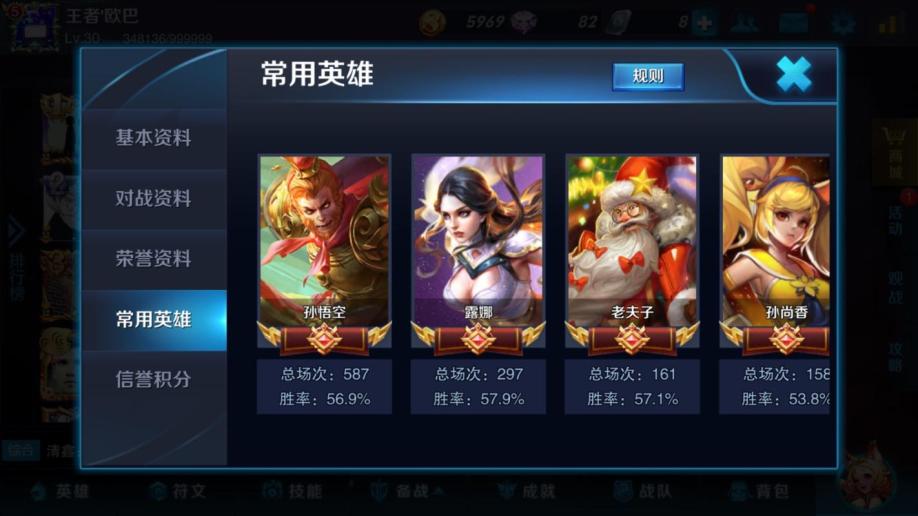 王者'欧巴
5969
82
8
Lv.30 348136/999999
常用英雄
规则
基本资料
对战资料
荣誉资料
常用英雄
信誉积分
孙悟空
露娜
老夫子
孙尚香
总场次：587
胜率：56.9%
总场次：297
胜率：57.9%
总场次：161
胜率：57.1%
总场次：158
胜率：53.8%
排行榜
商城
活动
观战
攻略
综合
清鑫
英雄
符文
技能
备战
成就
战队
背包